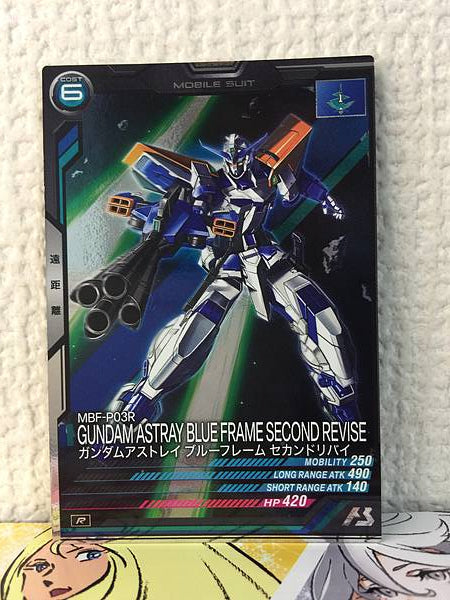 COST
6
MOBILE SUIT
1
遠距離
MBF-P03R
GUNDAM ASTRAY BLUE FRAME SECOND REVISE
ガンダムアストレイ ブルーフレーム セカンドリバイ
MOBILITY 250
LONG RANGE ATK 490
SHORT RANGE ATK 140
HP 420
R
AS